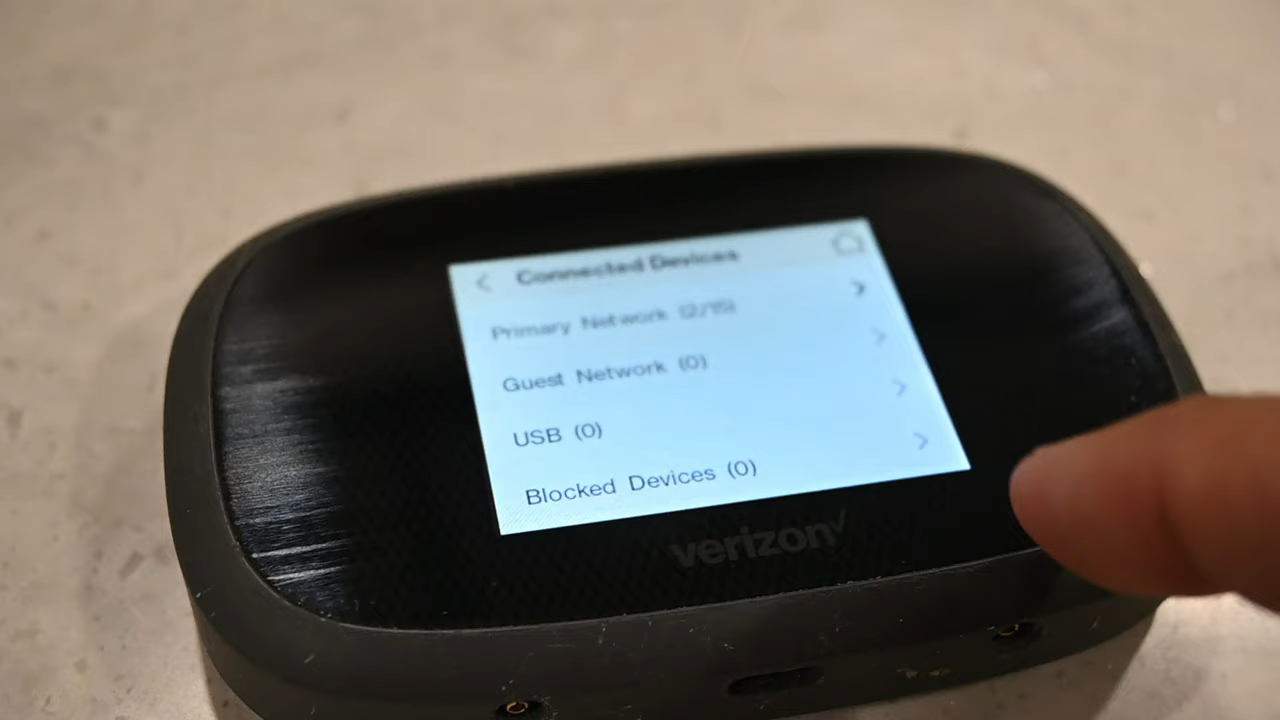 Connected Devices
Primary Network (2/15)
Guest Network (0)
USB (0)
Blocked Devices (0)
verizon